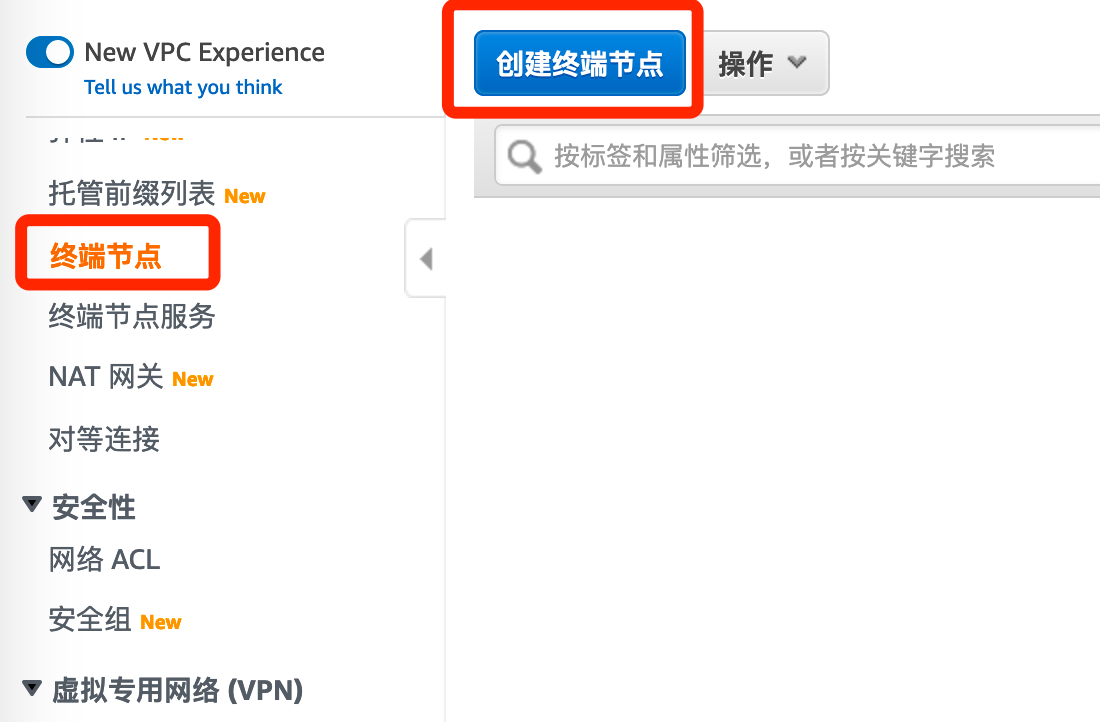 New VPC Experience
Tell us what you think
托管前缀列表 New
终端节点
终端节点服务
NAT 网关 New
对等连接
安全性
网络 ACL
安全组 New
虚拟专用网络 (VPN)
创建终端节点
操作
按标签和属性筛选，或者按关键字搜索